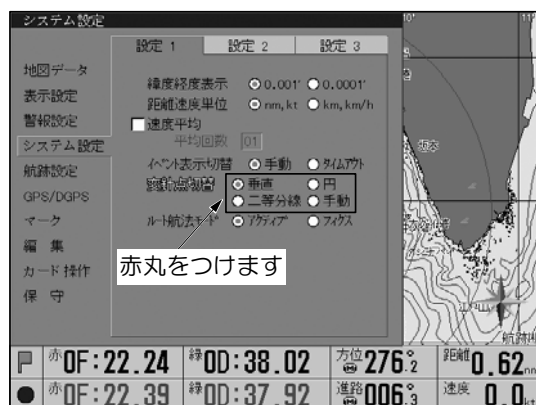 システム設定
設定 1 設定 2 設定 3
地図データ
表示設定
警報設定
システム設定
航跡設定
GPS/DGPS
マーク
編 集
カード操作
保 守
緯度経度表示 0.001' 0.0001'
距離速度単位 nm,kt km,km/h
速度平均
平均回数 01
イベント表示切替 手動 タイムアウト
変針点切替 垂直 円
二等分線 手動
ルート航法モード アクティブ フィクス
赤丸をつけます
10' 11'
坂本
航跡
赤 0F:22.24 緑 0D:38.02 方位 276.2° 距離 0.62nm
赤 0F:22.39 緑 0D:37.92 進路 006.3° 速度 0.0kt